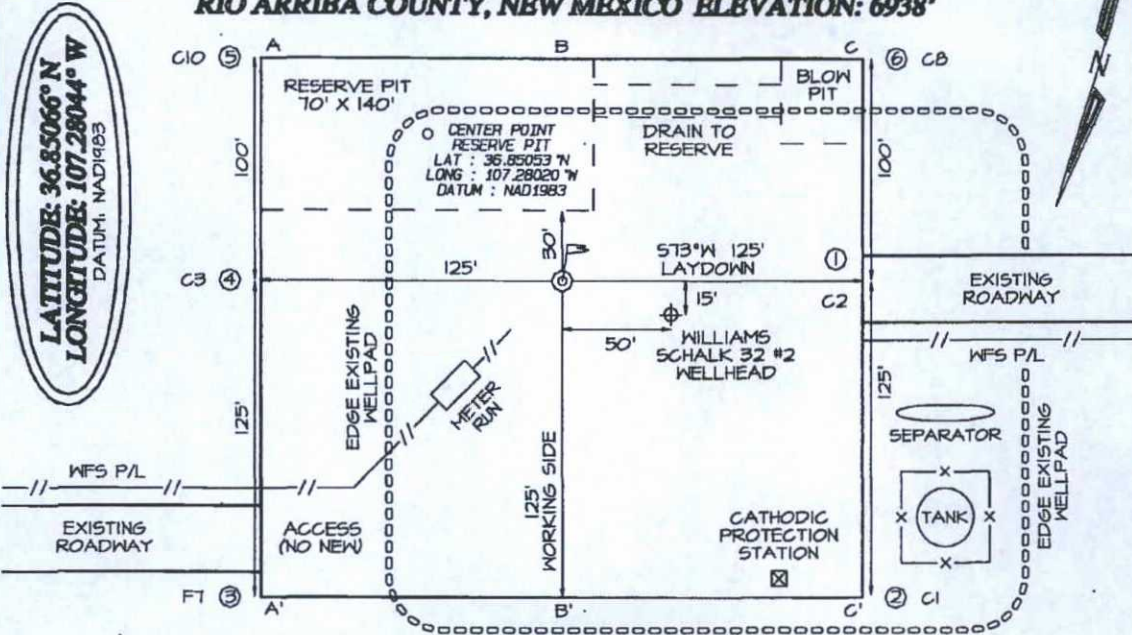 RIO ARRIBA COUNTY, NEW MEXICO ELEVATION: 6938'
LATITUDE: 36.85066° N
LONGITUDE: 107.28044° W
DATUM: NAD1983
C10 ⑤ A
B
C ⑥ C8
N
RESERVE PIT
70' X 140'
BLOW
PIT
CENTER POINT
RESERVE PIT
LAT : 36.85053 °N
LONG : 107.28020 °W
DATUM : NAD1983
DRAIN TO
RESERVE
100'
100'
30'
C3 ④
125'
S73°W 125'
LAYDOWN
①
C2
15'
50'
WILLIAMS
SCHALK 32 #2
WELLHEAD
EXISTING
ROADWAY
WFS P/L
125'
EDGE EXISTING
WELLPAD
METER
RUN
125'
WORKING SIDE
125'
SEPARATOR
TANK
EDGE EXISTING
WELLPAD
WFS P/L
EXISTING
ROADWAY
ACCESS
(NO NEW)
CATHODIC
PROTECTION
STATION
F7 ③ A'
B'
C' ② C1